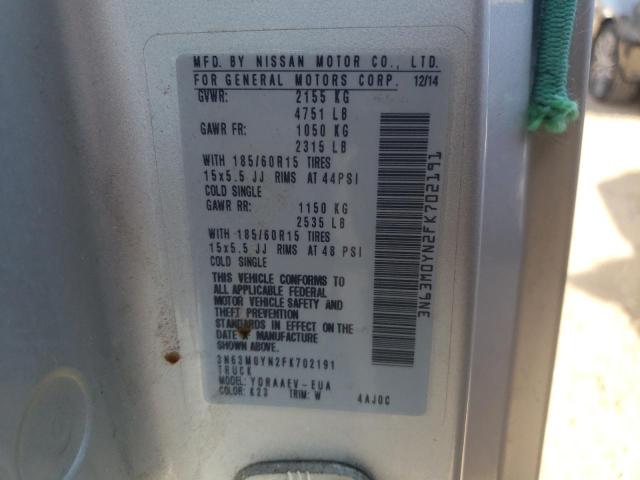 MFD. BY NISSAN MOTOR CO., LTD.
FOR GENERAL MOTORS CORP. 12/14
GVWR: 2155 KG
4751 LB
GAWR FR: 1050 KG
2315 LB
WITH 185/60R15 TIRES
15x5.5 JJ RIMS AT 44PSI
COLD SINGLE
GAWR RR: 1150 KG
2535 LB
WITH 185/60R15 TIRES
15x5.5 JJ RIMS AT 48 PSI
COLD SINGLE
THIS VEHICLE CONFORMS TO
ALL APPLICABLE FEDERAL
MOTOR VEHICLE SAFETY AND
THEFT PREVENTION
STANDARDS IN EFFECT ON THE
DATE OF MANUFACTURE
SHOWN ABOVE.
3N63M0YN2FK702191
TRUCK
MODEL: YDRAAEV-EUA
COLOR: K23 TRIM: W 4AJ0C
3N63M0YN2FK702191